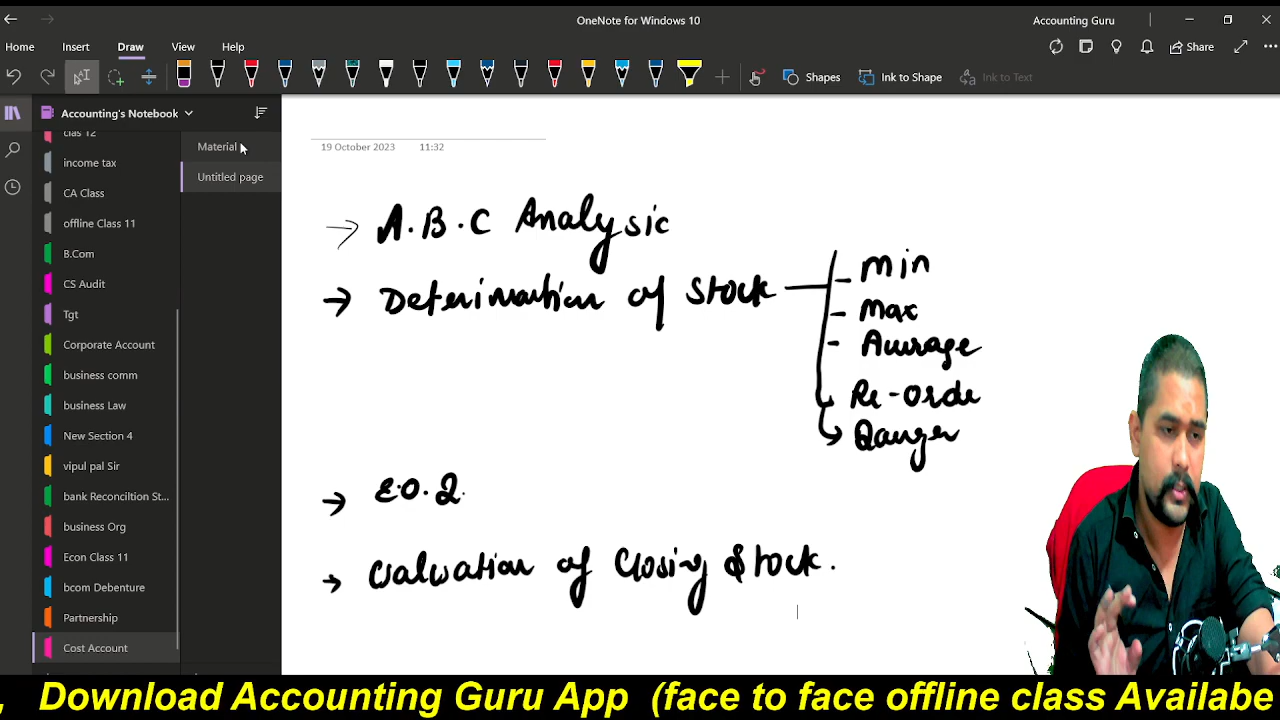 OneNote for Windows 10
Accounting Guru
Home Insert Draw View Help
Share
Shapes
Ink to Shape
Ink to Text
Accounting's Notebook
clas 12
income tax
CA Class
offline Class 11
B.Com
CS Audit
Tgt
Corporate Account
business comm
business Law
New Section 4
vipul pal Sir
bank Reconciltion St...
business Org
Econ Class 11
bcom Debenture
Partnership
Cost Account
Material
Untitled page
19 October 2023 11:32
→ A.B.C Analysic
→ Deterimation of Stock
- Min
- Max
- Average
Re-orde
Danger
→ E.O.Q.
→ Valuation of Closing Stock.
, Download Accounting Guru App (face to face offline class Availabe